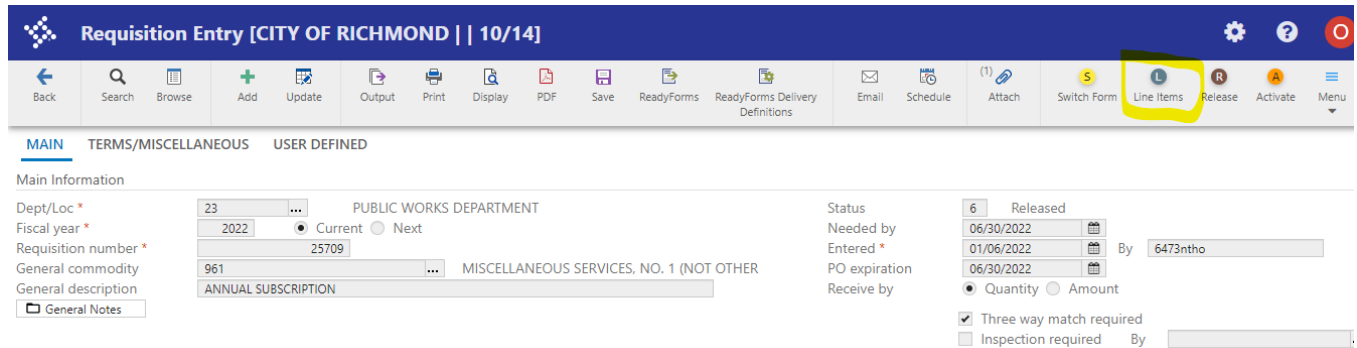 Requisition Entry [CITY OF RICHMOND | | 10/14]
O
(1)
S L R A
Back Search Browse Add Update Output Print Display PDF Save ReadyForms ReadyForms Delivery Definitions Email Schedule Attach Switch Form Line Items Release Activate Menu
MAIN TERMS/MISCELLANEOUS USER DEFINED
Main Information
Dept/Loc * 23 ... PUBLIC WORKS DEPARTMENT
Fiscal year * 2022 Current Next
Requisition number * 25709
General commodity 961 ... MISCELLANEOUS SERVICES, NO. 1 (NOT OTHER
General description ANNUAL SUBSCRIPTION
General Notes
Status 6 Released
Needed by 06/30/2022
Entered * 01/06/2022 By 6473ntho
PO expiration 06/30/2022
Receive by Quantity Amount
Three way match required
Inspection required By